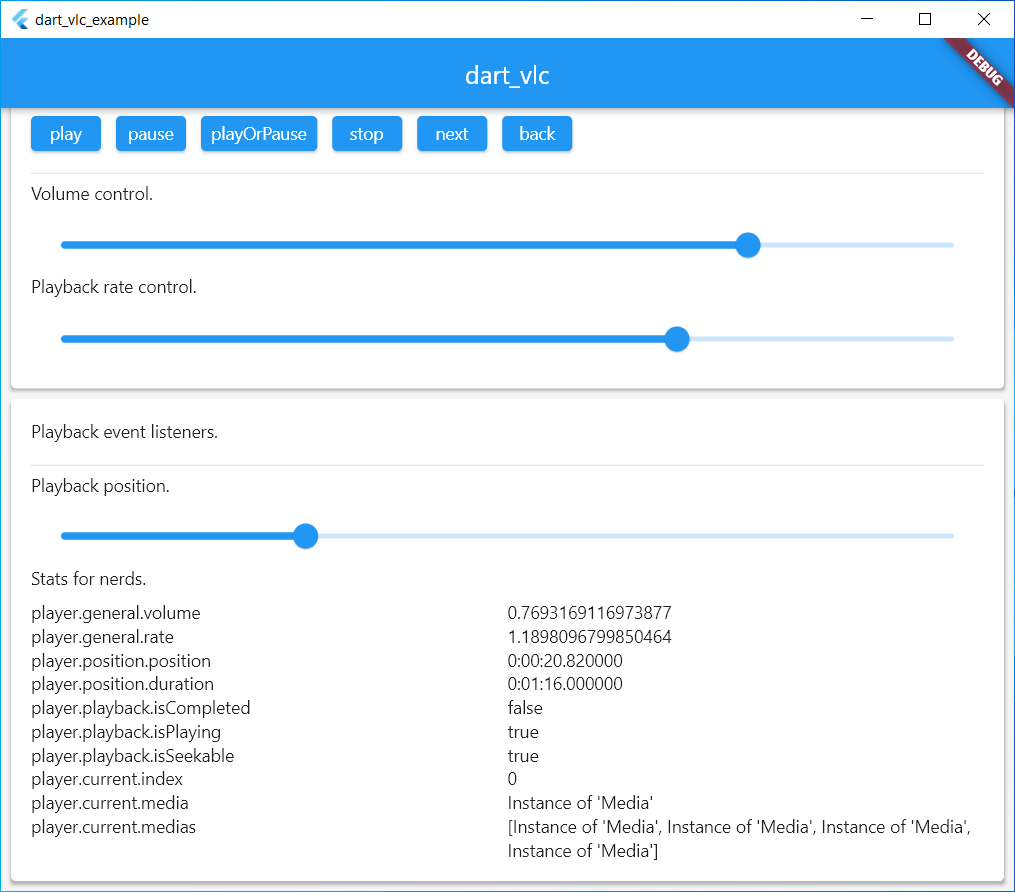 dart_vlc_example
DEBUG
dart_vlc
play pause playOrPause stop next back
Volume control.
Playback rate control.
Playback event listeners.
Playback position.
Stats for nerds.
player.general.volume 0.7693169116973877
player.general.rate 1.1898096799850464
player.position.position 0:00:20.820000
player.position.duration 0:01:16.000000
player.playback.isCompleted false
player.playback.isPlaying true
player.playback.isSeekable true
player.current.index 0
player.current.media Instance of 'Media'
player.current.medias [Instance of 'Media', Instance of 'Media', Instance of 'Media',
Instance of 'Media']